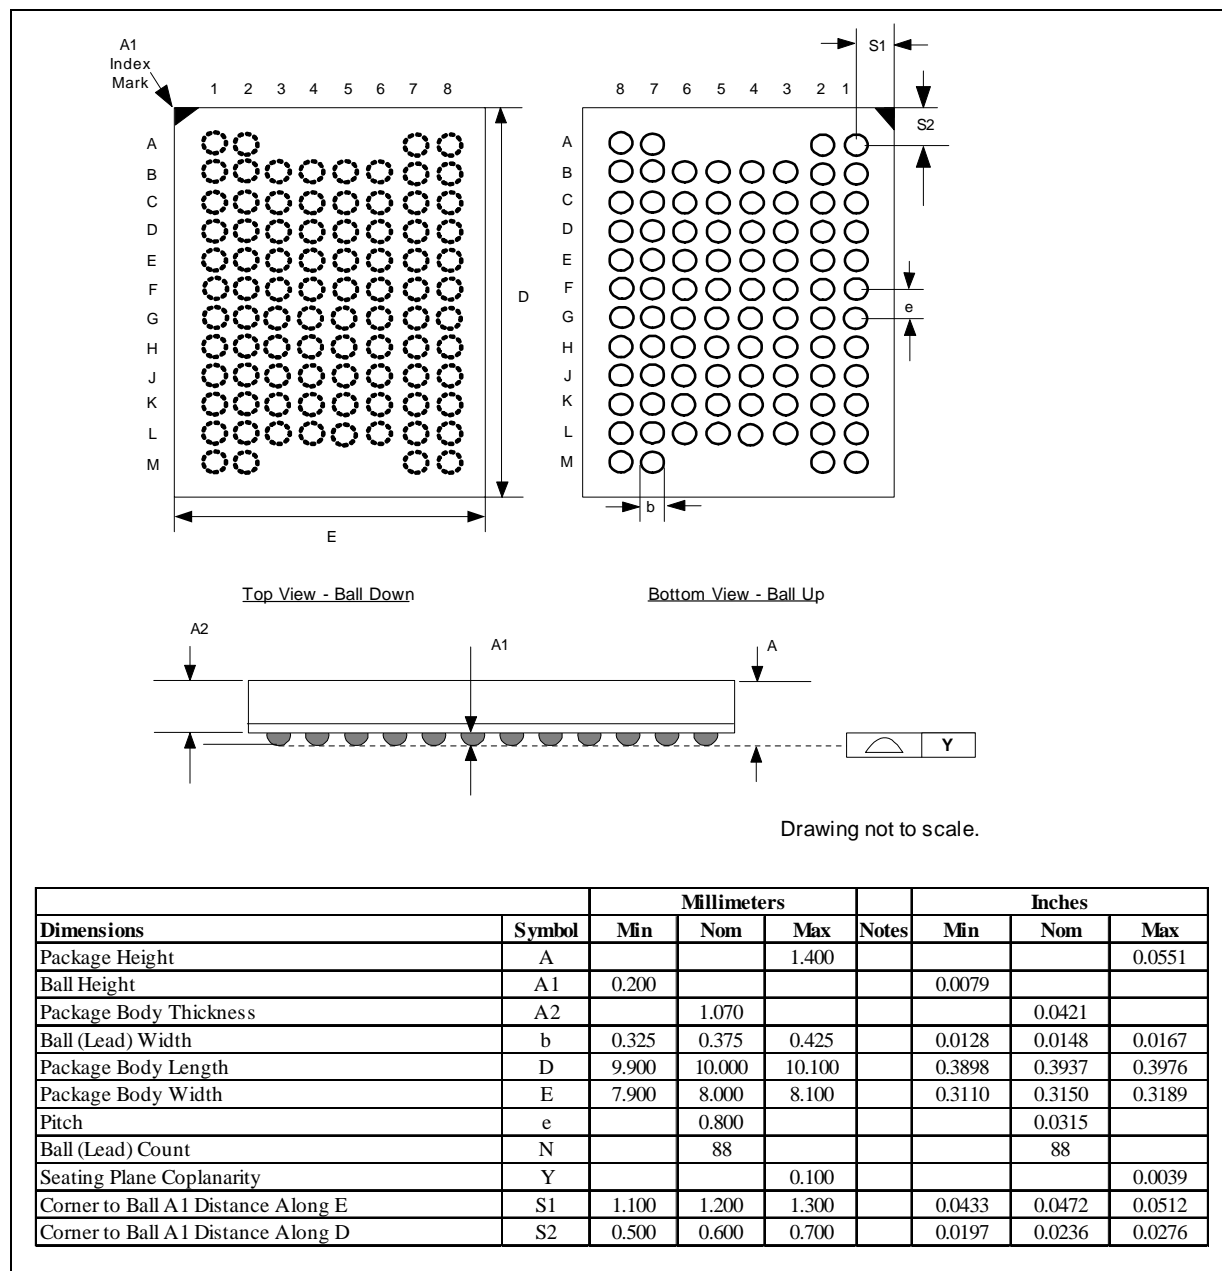 A1
Index
Mark
1 2 3 4 5 6 7 8
A
B
C
D
E
F
G
H
J
K
L
M
D
E
8 7 6 5 4 3 2 1
A
B
C
D
E
F
G
H
J
K
L
M
S1
S2
e
b
Top View - Ball Down
Bottom View - Ball Up
A2
A1
A
Y
Drawing not to scale.
Millimeters Inches
Dimensions Symbol Min Nom Max Notes Min Nom Max
Package Height A 1.400 0.0551
Ball Height A1 0.200 0.0079
Package Body Thickness A2 1.070 0.0421
Ball (Lead) Width b 0.325 0.375 0.425 0.0128 0.0148 0.0167
Package Body Length D 9.900 10.000 10.100 0.3898 0.3937 0.3976
Package Body Width E 7.900 8.000 8.100 0.3110 0.3150 0.3189
Pitch e 0.800 0.0315
Ball (Lead) Count N 88 88
Seating Plane Coplanarity Y 0.100 0.0039
Corner to Ball A1 Distance Along E S1 1.100 1.200 1.300 0.0433 0.0472 0.0512
Corner to Ball A1 Distance Along D S2 0.500 0.600 0.700 0.0197 0.0236 0.0276